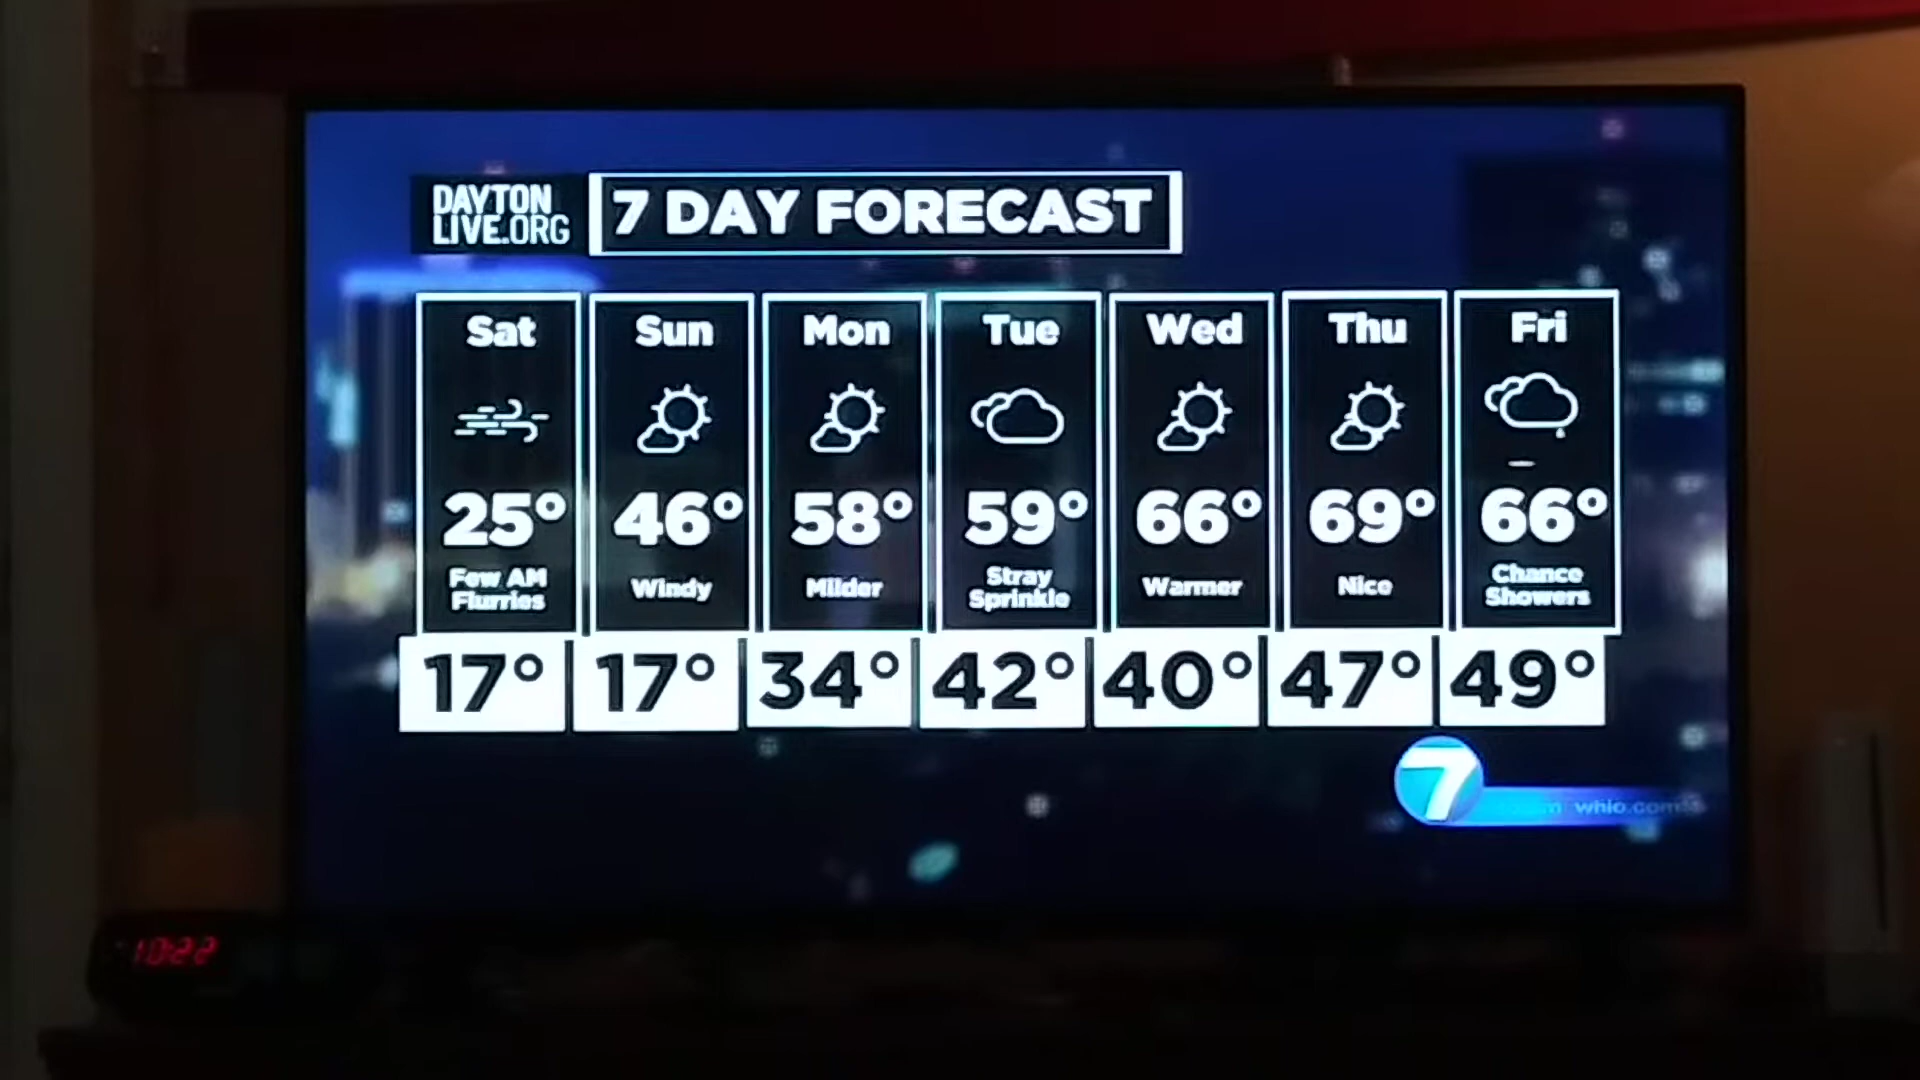 DAYTON
LIVE.ORG
7 DAY FORECAST
Sat
Sun
Mon
Tue
Wed
Thu
Fri
25°
46°
58°
59°
66°
69°
66°
Few AM
Flurries
Windy
Milder
Stray
Sprinkle
Warmer
Nice
Chance
Showers
17°
17°
34°
42°
40°
47°
49°
7
whio.com
10:22